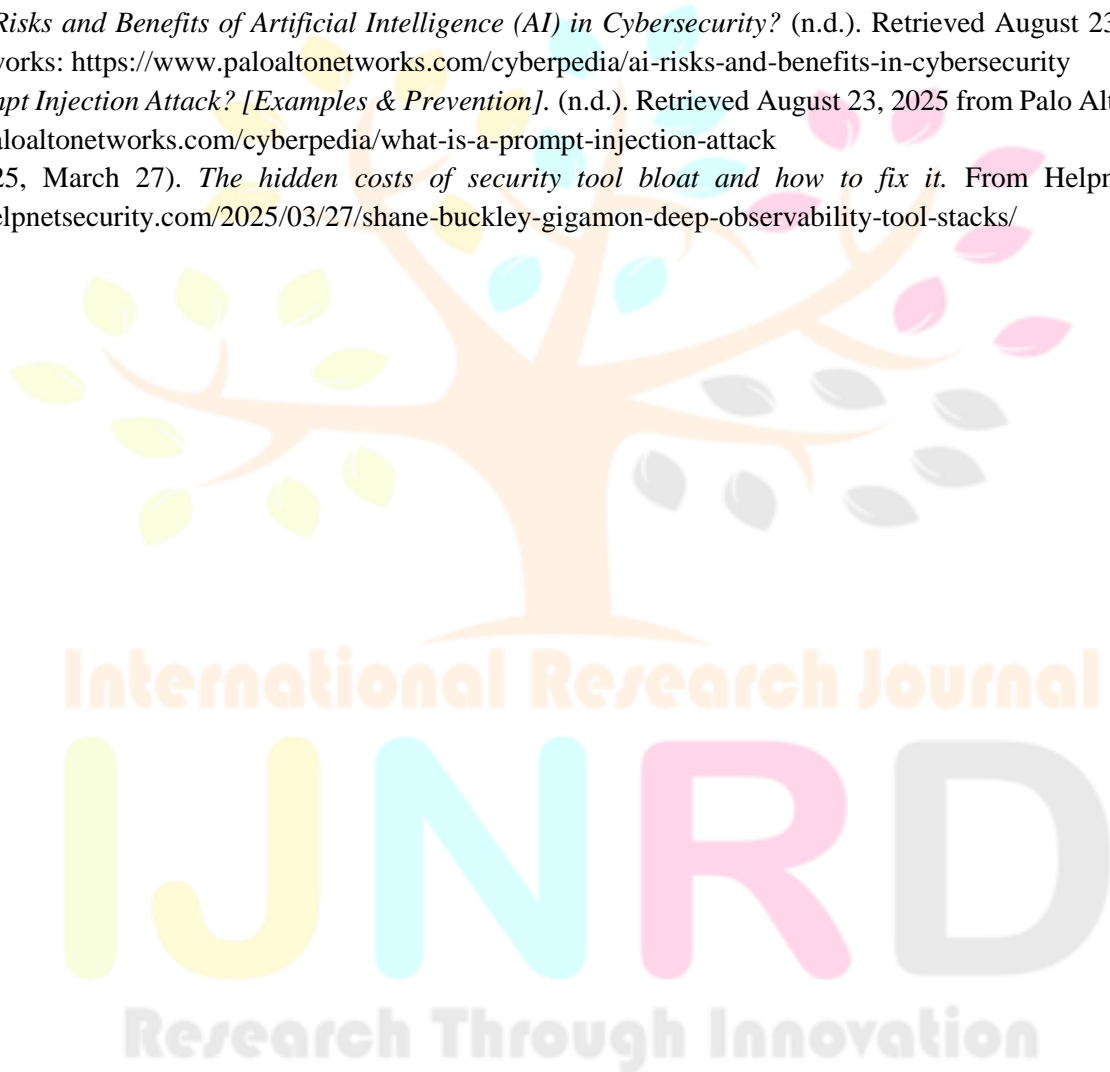 Risks and Benefits of Artificial Intelligence (AI) in Cybersecurity? (n.d.). Retrieved August 23
works: https://www.paloaltonetworks.com/cyberpedia/ai-risks-and-benefits-in-cybersecurity
mpt Injection Attack? [Examples & Prevention]. (n.d.). Retrieved August 23, 2025 from Palo Alt
aloaltonetworks.com/cyberpedia/what-is-a-prompt-injection-attack
25, March 27). The hidden costs of security tool bloat and how to fix it. From Helpn
elpnetsecurity.com/2025/03/27/shane-buckley-gigamon-deep-observability-tool-stacks/
International Research Journal
IJNRD
Research Through Innovation